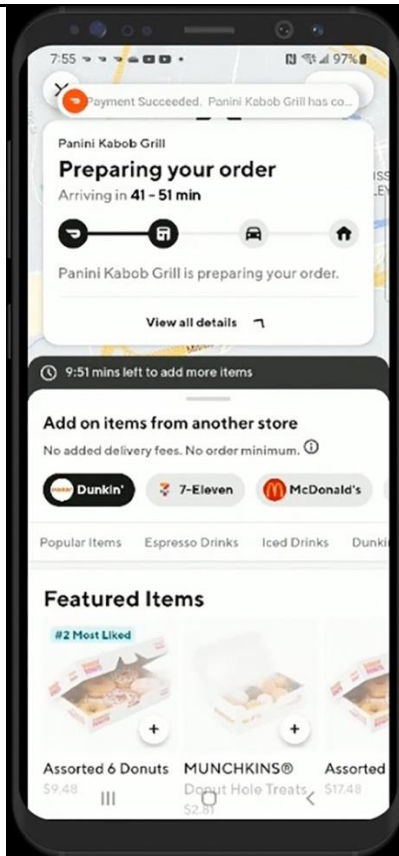 7:55
97%
Payment Succeeded. Panini Kabob Grill has co...
Panini Kabob Grill
Preparing your order
Arriving in 41 - 51 min
Panini Kabob Grill is preparing your order.
View all details
9:51 mins left to add more items
Add on items from another store
No added delivery fees. No order minimum.
Dunkin'
7-Eleven
McDonald's
Popular Items Espresso Drinks Iced Drinks Dunki
Featured Items
#2 Most Liked
Assorted 6 Donuts
$9.48
MUNCHKINS®
Donut Hole Treats
$2.81
Assorted
$17.48